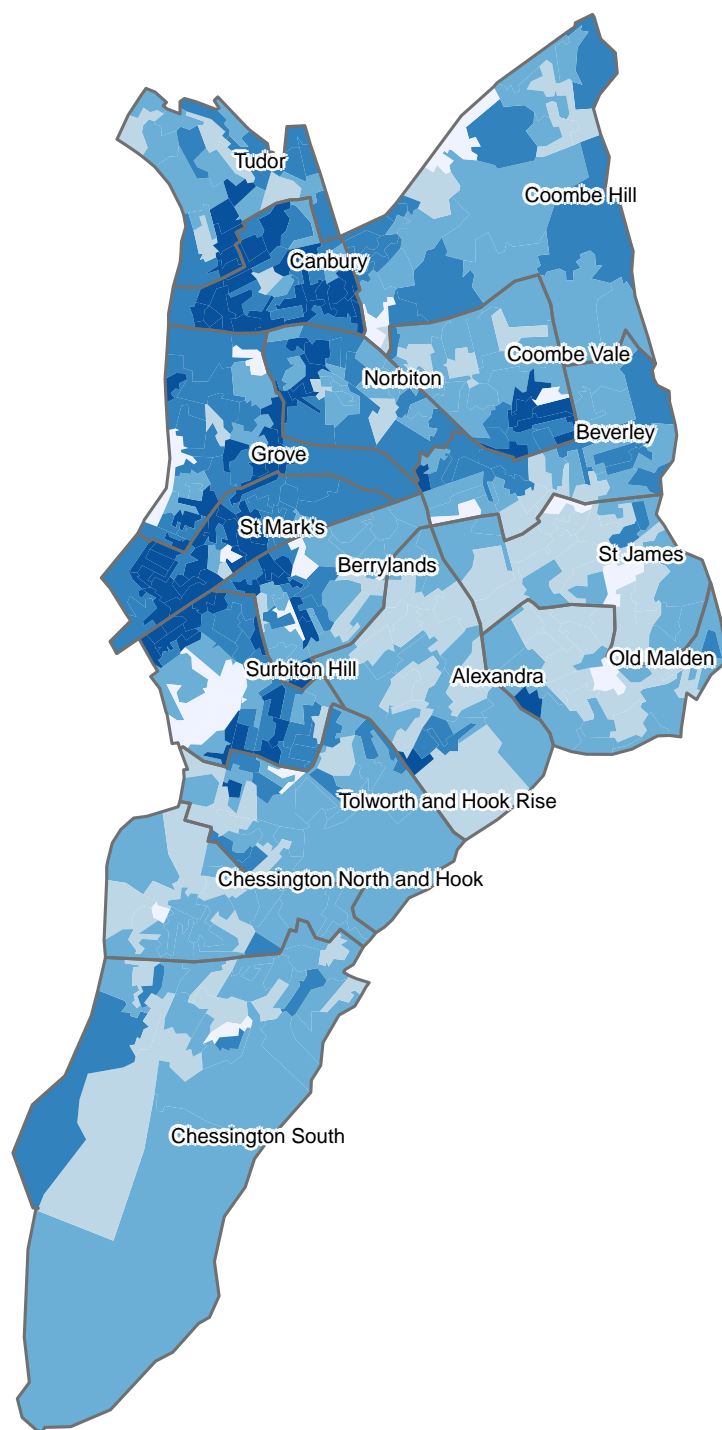 Tudor
Coombe Hill
Canbury
Coombe Vale
Norbiton
Beverley
Grove
St Mark's
St James
Berrylands
Old Malden
Surbiton Hill
Alexandra
Tolworth and Hook Rise
Chessington North and Hook
Chessington South